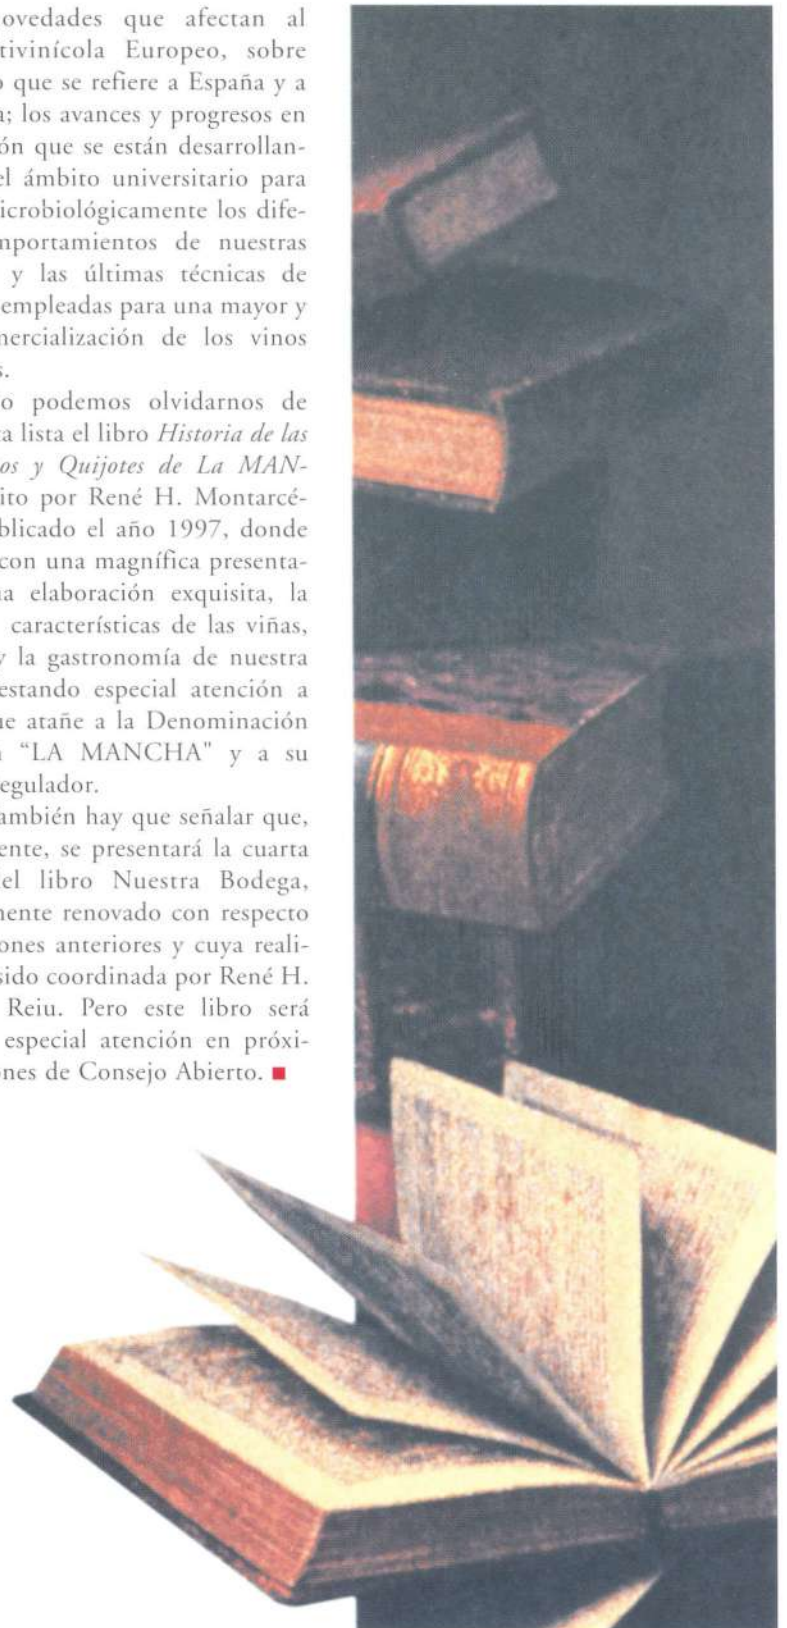 ovedades que afectan al
tivinícola Europeo, sobre
o que se refiere a España y a
a; los avances y progresos en
ón que se están desarrollan-
el ámbito universitario para
icrobiológicamente los dife-
mportamientos de nuestras
y las últimas técnicas de
empleadas para una mayor y
mercialización de los vinos
s.
o podemos olvidarnos de
ta lista el libro Historia de las
os y Quijotes de La MAN-
ito por René H. Montarcé-
blicado el año 1997, donde
con una magnífica presenta-
na elaboración exquisita, la
características de las viñas,
y la gastronomía de nuestra
estando especial atención a
ue atañe a la Denominación
n “LA MANCHA" y a su
egulador.
ambién hay que señalar que,
ente, se presentará la cuarta
el libro Nuestra Bodega,
mente renovado con respecto
ones anteriores y cuya reali-
sido coordinada por René H.
Reiu. Pero este libro será
especial atención en próxi-
ones de Consejo Abierto.